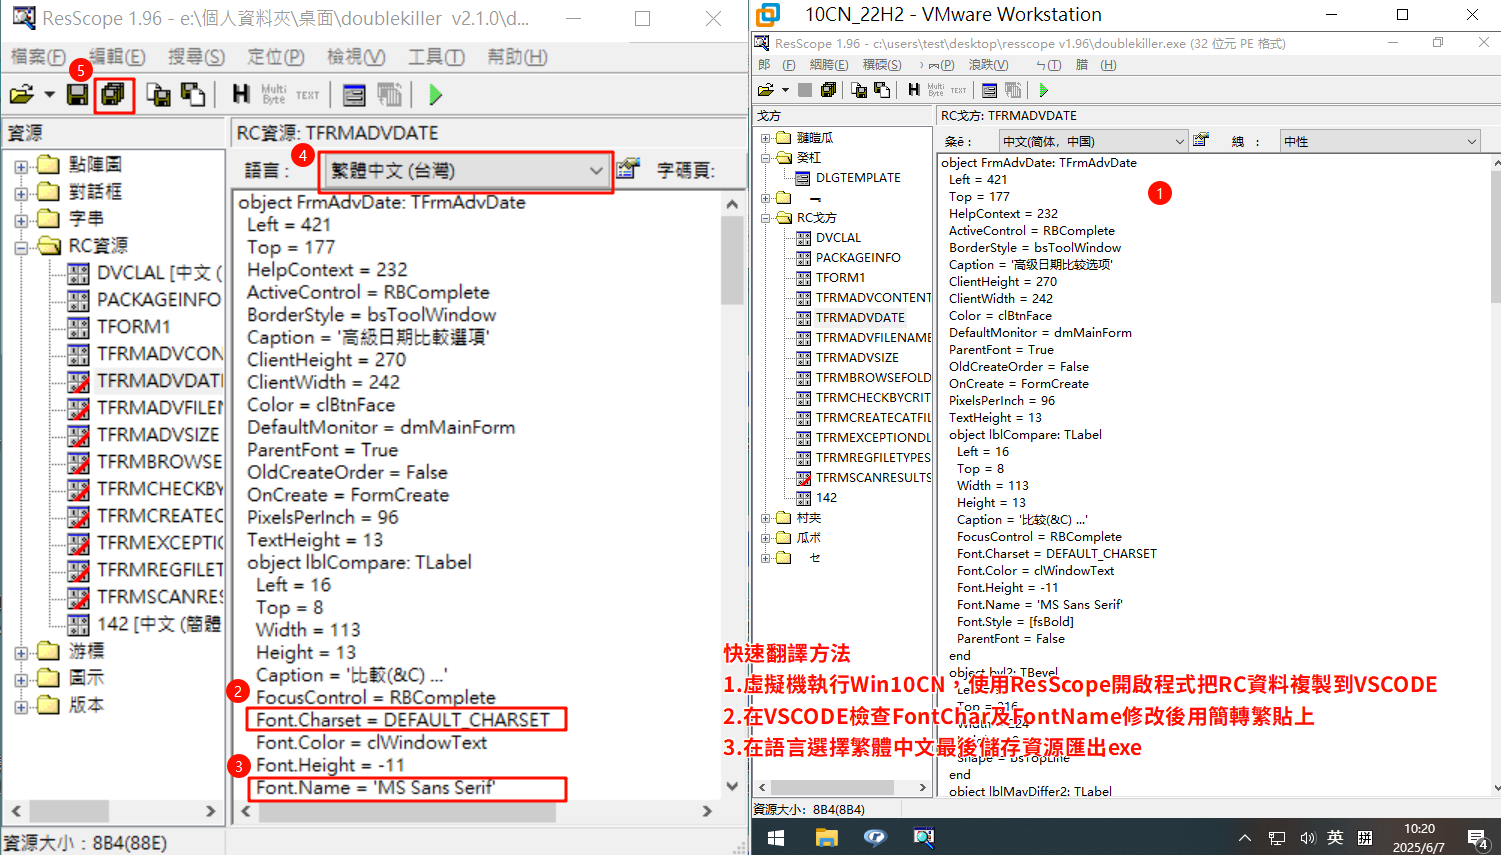 ResScope 1.96 - e:\個人資料夾\桌面\doublekiller v2.1.0\d...
檔案(F) 編輯(E) 搜尋(S) 定位(P) 檢視(V) 工具(T) 幫助(H)
5
Multi Byte TEXT
資源
點陣圖
對話框
字串
RC資源
DVCLAL [中文 (
PACKAGEINFO
TFORM1
TFRMADVCON
TFRMADVDATI
TFRMADVFILEN
TFRMADVSIZE
TFRMBROWSE
TFRMCHECKBY
TFRMCREATEC
TFRMEXCEPTIC
TFRMREGFILET
TFRMSCANRES
142 [中文 (簡體
游標
圖示
版本
資源大小：8B4(88E)
RC資源: TFRMADVDATE
語言：
4
繁體中文 (台灣)
字碼頁:
object FrmAdvDate: TFrmAdvDate
Left = 421
Top = 177
HelpContext = 232
ActiveControl = RBComplete
BorderStyle = bsToolWindow
Caption = '高級日期比較選項'
ClientHeight = 270
ClientWidth = 242
Color = clBtnFace
DefaultMonitor = dmMainForm
ParentFont = True
OldCreateOrder = False
OnCreate = FormCreate
PixelsPerInch = 96
TextHeight = 13
object lblCompare: TLabel
Left = 16
Top = 8
Width = 113
Height = 13
Caption = '比較(&C) ...'
2
FocusControl = RBComplete
Font.Charset = DEFAULT_CHARSET
Font.Color = clWindowText
3
Font.Height = -11
Font.Name = 'MS Sans Serif'
10CN_22H2 - VMware Workstation
ResScope 1.96 - c:\users\test\desktop\resscope v1.96\doublekiller.exe (32 位元 PE 格式)
郎 (F) (E) (S) (P) 浪跌(V) (T) 腊 (H)
Multi Byte TEXT
戈方
DLGTEMPLATE
RC戈方
DVCLAL
PACKAGEINFO
TFORM1
TFRMADVCONTENT
TFRMADVDATE
TFRMADVFILENAME
TFRMADVSIZE
TFRMBROWSEFOLD
TFRMCHECKBYCRIT
TFRMCREATECATFIL
TFRMEXCEPTIONDL
TFRMREGFILETYPES
TFRMSCANRESULTS
142
村夹
瓜ボ
セ
資源大小：8B4(8B4)
RC戈方: TFRMADVDATE
中文(简体，中国)
中性
1
object FrmAdvDate: TFrmAdvDate
Left = 421
Top = 177
HelpContext = 232
ActiveControl = RBComplete
BorderStyle = bsToolWindow
Caption = '高级日期比较选项'
ClientHeight = 270
ClientWidth = 242
Color = clBtnFace
DefaultMonitor = dmMainForm
ParentFont = True
OldCreateOrder = False
OnCreate = FormCreate
PixelsPerInch = 96
TextHeight = 13
object lblCompare: TLabel
Left = 16
Top = 8
Width = 113
Height = 13
Caption = '比较(&C) ...'
FocusControl = RBComplete
Font.Charset = DEFAULT_CHARSET
Font.Color = clWindowText
Font.Height = -11
Font.Name = 'MS Sans Serif'
Font.Style = [fsBold]
ParentFont = False
end
object bvl2: TBevel
Shape = bsTopLine
end
object lblMayDiffer2: TLabel
快速翻譯方法
1.虛擬機執行Win10CN，使用ResScope開啟程式把RC資料複製到VSCODE
2.在VSCODE檢查FontChar及FontName修改後用簡轉繁貼上
3.在語言選擇繁體中文最後儲存資源匯出exe
英
10:20
2025/6/7
4